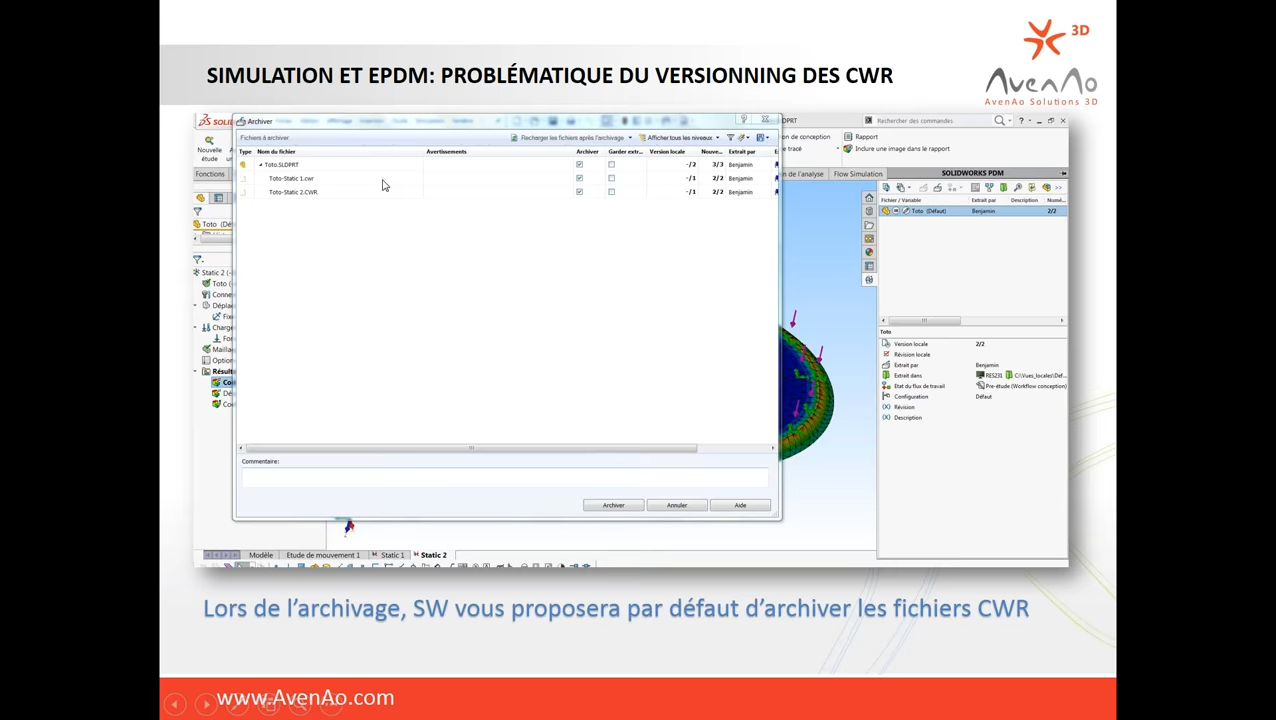 3D
AvenAo
AvenAo Solutions 3D
SIMULATION ET EPDM: PROBLÉMATIQUE DU VERSIONNING DES CWR
Archiver
Fichiers à archiver
Recharger les fichiers après l'archivage
Afficher tous les niveaux
Type Nom du fichier Avertissements Archiver Garder extr... Version locale Nouve... Extrait par
Toto.SLDPRT -/2 3/3 Benjamin
Toto-Static 1.cwr -/1 2/2 Benjamin
Toto-Static 2.CWR -/1 2/2 Benjamin
Commentaire:
Archiver Annuler Aide
Nouvelle
étude
Fonctions
Static 2
Modèle Etude de mouvement 1 Static 1 Static 2
Rechercher des commandes
Rapport
Inclure une image dans le rapport
Flow Simulation
SOLIDWORKS PDM
Fichier / Variable Extrait par Description Numé
Toto (Défaut) Benjamin 2/2
Toto
Version locale 2/2
Révision locale
Extrait par Benjamin
Extrait dans RES231 C:\Vues_locales\Def...
Etat du flux de travail Pré-étude (Workflow conception)
Configuration Défaut
Révision
Description
Lors de l'archivage, SW vous proposera par défaut d'archiver les fichiers CWR
www.AvenAo.com